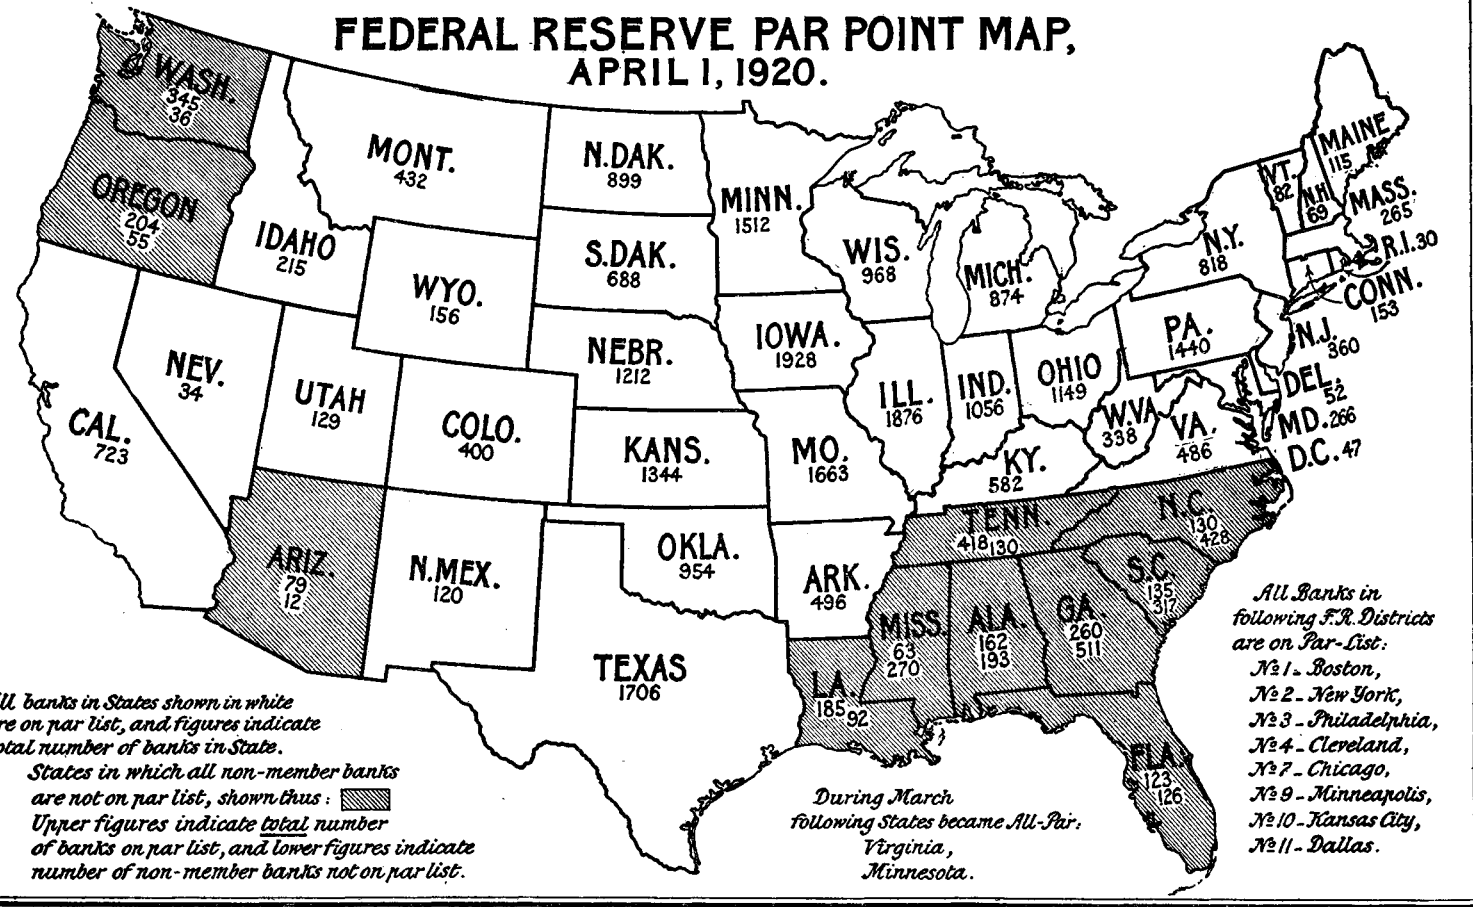 FEDERAL RESERVE PAR POINT MAP,
APRIL 1, 1920.
WASH.
345
36
OREGON
204
55
CAL.
723
NEV.
34
IDAHO
215
MONT.
432
WYO.
156
UTAH
129
COLO.
400
ARIZ.
79
12
N.MEX.
120
N.DAK.
899
S.DAK.
688
NEBR.
1212
KANS.
1344
OKLA.
954
TEXAS
1706
MINN.
1512
IOWA.
1928
MO.
1663
ARK.
496
LA.
185 92
WIS.
968
ILL.
1876
MICH.
874
IND.
1056
OHIO
1149
KY.
582
TENN.
418 130
MISS.
63
270
ALA.
162
193
GA.
260
511
FLA.
123
126
S.C.
135
317
N.C.
130
428
VA.
486
W.VA
338
PA.
1440
N.Y.
818
VT.
82
N.H.
69
MAINE
115
MASS.
265
R.I. 30
CONN.
153
N.J.
360
DEL.
52
MD. 266
D.C. 47
ll banks in States shown in white
re on par list, and figures indicate
otal number of banks in State.
States in which all non-member banks
are not on par list, shown thus:
Upper figures indicate total number
of banks on par list, and lower figures indicate
number of non-member banks not on par list.
During March
following States became All-Par:
Virginia,
Minnesota.
All Banks in
following F.R. Districts
are on Par-List:
No 1 - Boston,
No 2 - New York,
No 3 - Philadelphia,
No 4 - Cleveland,
No 7 - Chicago,
No 9 - Minneapolis,
No 10 - Kansas City,
No 11 - Dallas.